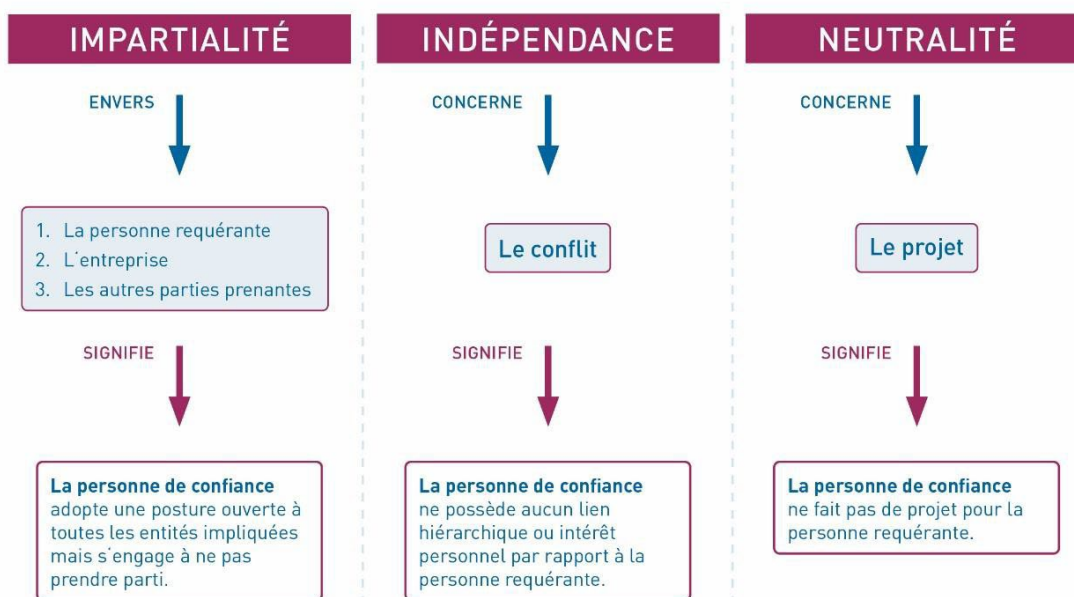 IMPARTIALITÉ
ENVERS
1. La personne requérante
2. L'entreprise
3. Les autres parties prenantes
SIGNIFIE
La personne de confiance
adopte une posture ouverte à
toutes les entités impliquées
mais s'engage à ne pas
prendre parti.
INDÉPENDANCE
CONCERNE
Le conflit
SIGNIFIE
La personne de confiance
ne possède aucun lien
hiérarchique ou intérêt
personnel par rapport à la
personne requérante.
NEUTRALITÉ
CONCERNE
Le projet
SIGNIFIE
La personne de confiance
ne fait pas de projet pour la
personne requérante.